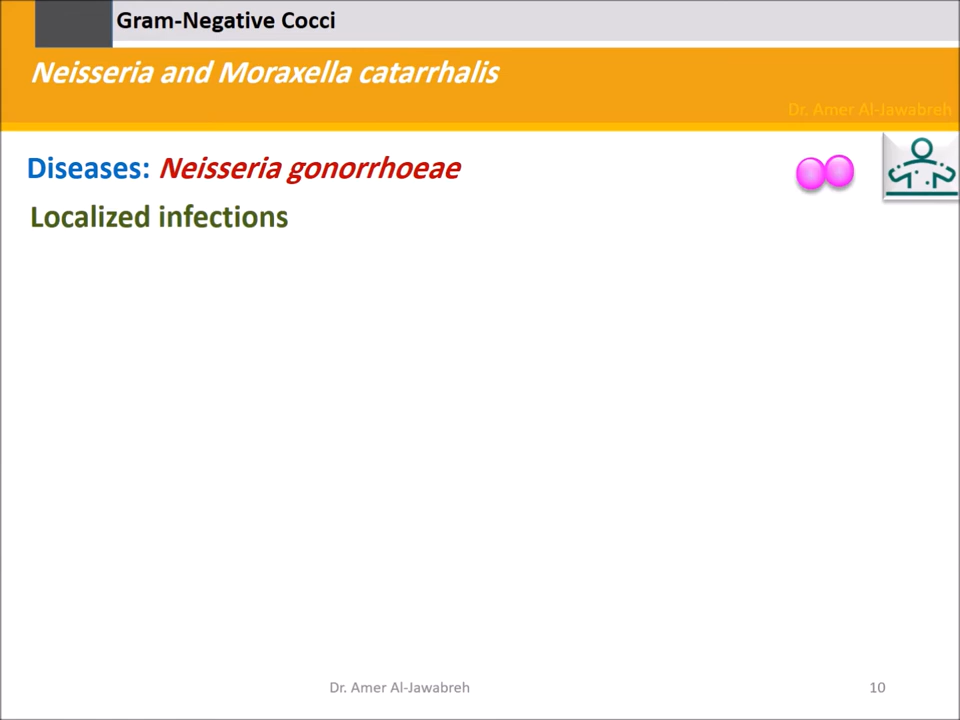 Gram-Negative Cocci
Neisseria and Moraxella catarrhalis
Dr. Amer Al-Jawabreh
Diseases: Neisseria gonorrhoeae
Localized infections
Dr. Amer Al-Jawabreh 10